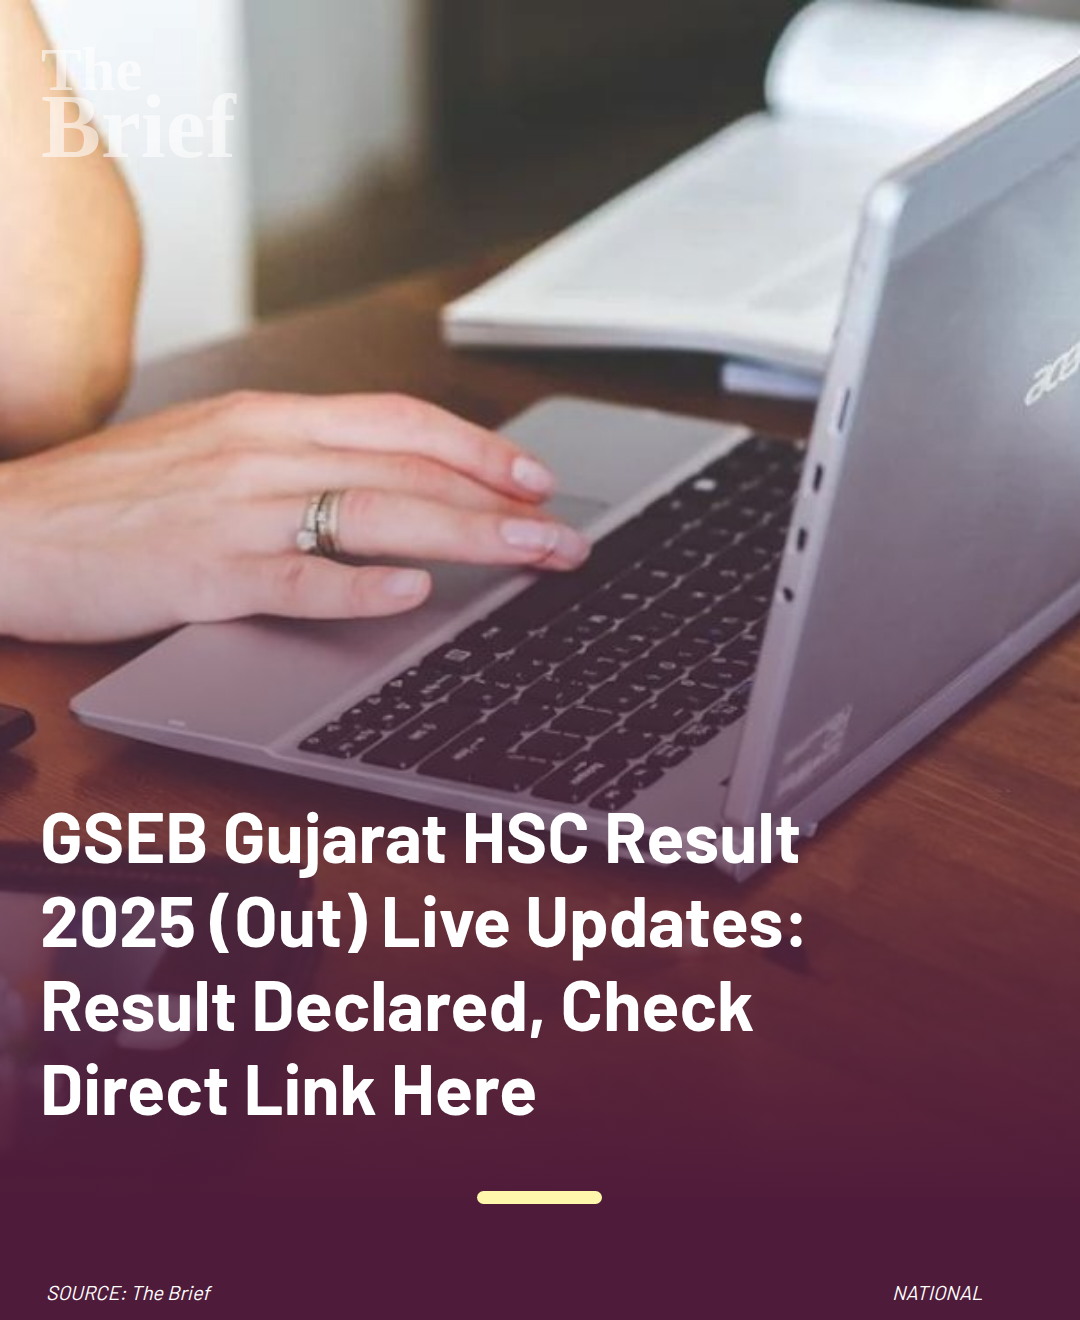 The
Brief
acer
GSEB Gujarat HSC Result
2025 (Out) Live Updates:
Result Declared, Check
Direct Link Here
SOURCE: The Brief
NATIONAL